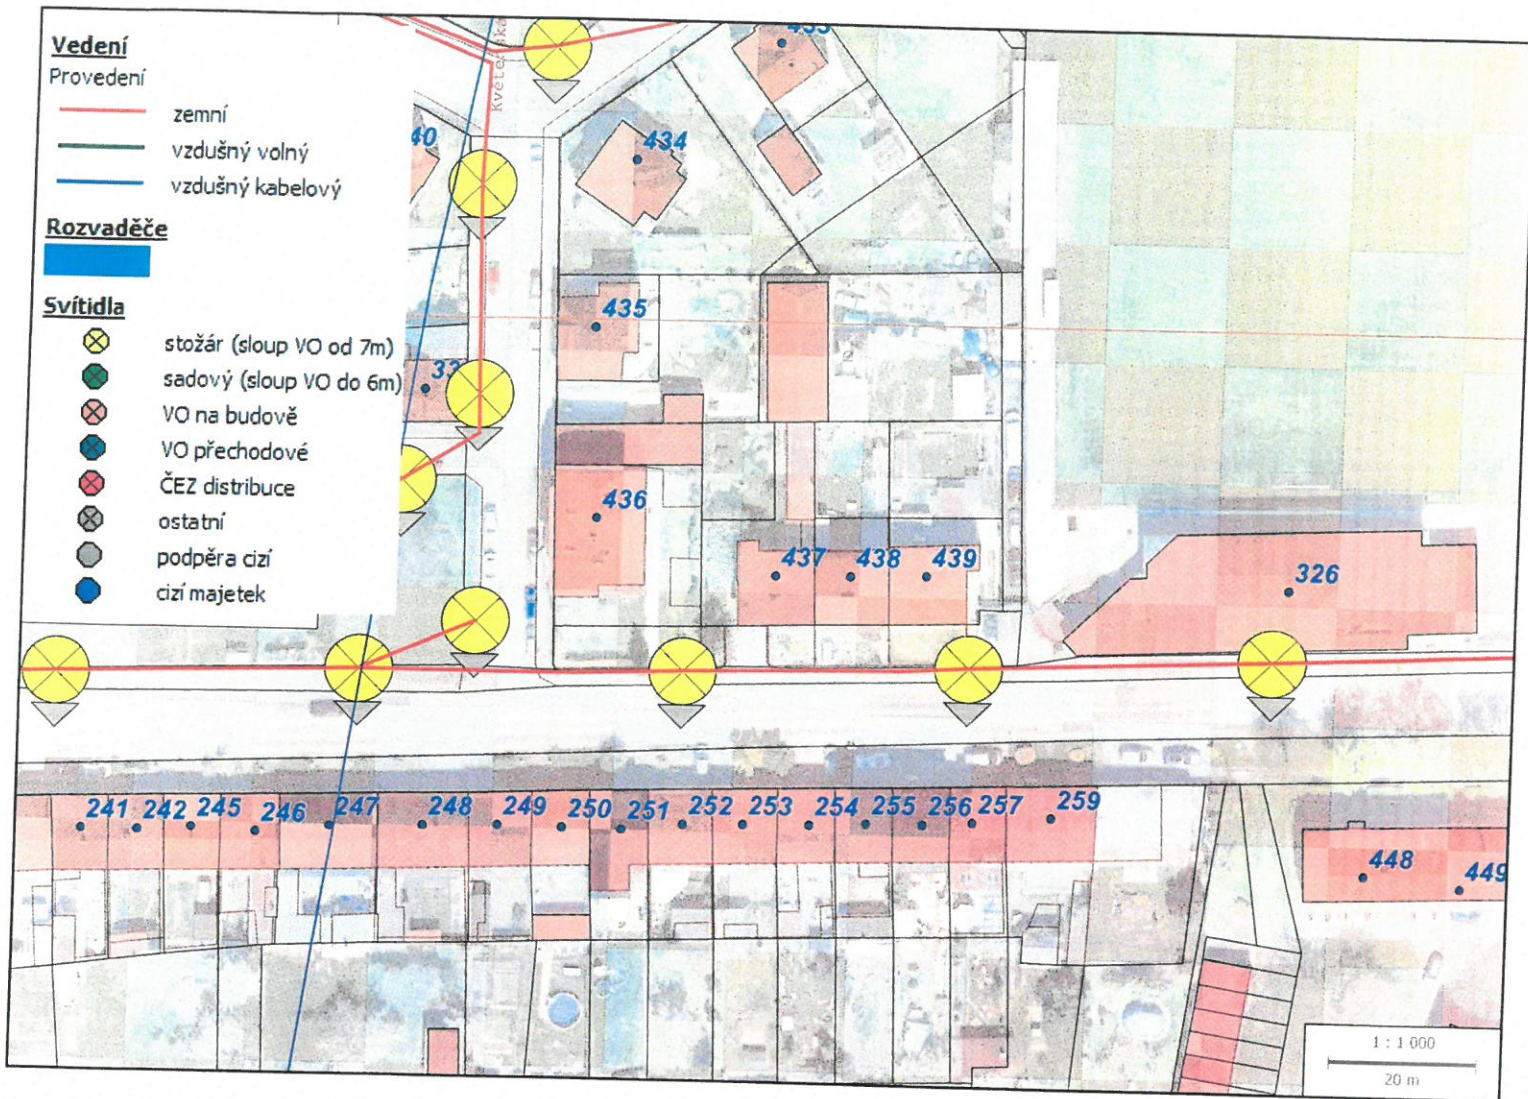 Vedení
Provedení
zemní
vzdušný volný
vzdušný kabelový
Rozvaděče
Svítidla
stožár (sloup VO od 7m)
sadový (sloup VO do 6m)
VO na budově
VO přechodové
ČEZ distribuce
ostatní
podpěra cizí
cizí majetek
434
435
436
437
438
439
326
241
242
245
246
247
248
249
250
251
252
253
254
255
256
257
259
448
449
1 : 1 000
20 m